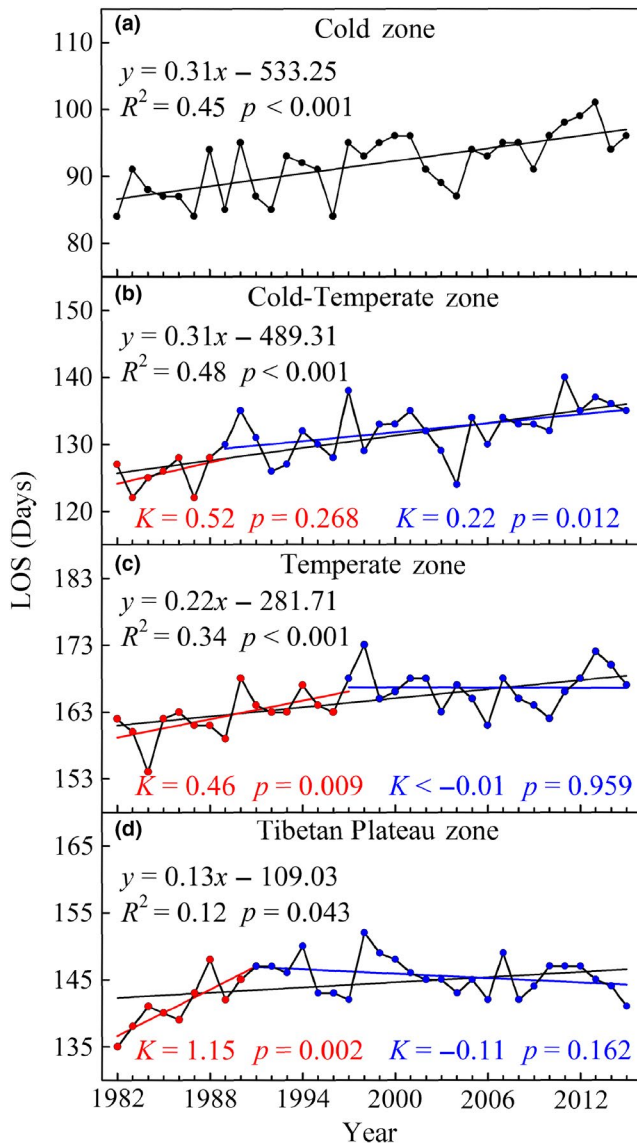 (a) Cold zone
115
y = 0.31x − 533.25
R² = 0.45 p < 0.001
100
90
80
(b) Cold-Temperate zone
150
y = 0.31x − 489.31
R² = 0.48 p < 0.001
140
130
120
K = 0.52 p = 0.268 K = 0.22 p = 0.012
(c) Temperate zone
183
y = 0.22x − 281.71
R² = 0.34 p < 0.001
173
163
153
K = 0.46 p = 0.009 K < −0.01 p = 0.959
(d) Tibetan Plateau zone
165
y = 0.13x − 109.03
R² = 0.12 p = 0.043
155
145
135
K = 1.15 p = 0.002 K = −0.11 p = 0.162
LOS (Days)
1982 1988 1994 2000 2006 2012
Year